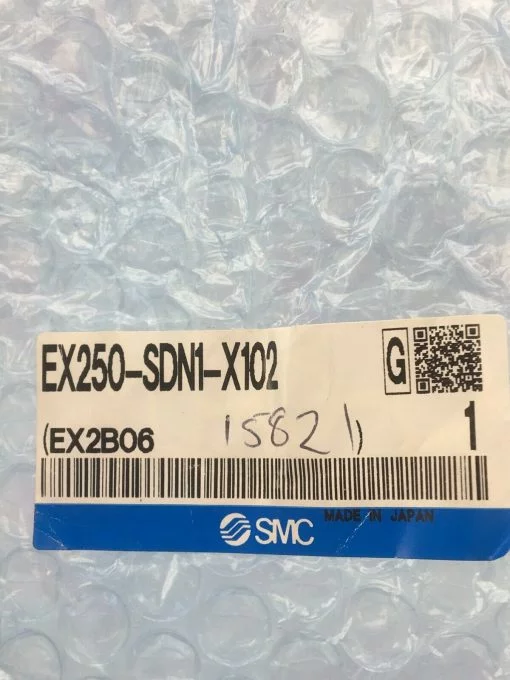 EX250-SDN1-X102
G
(EX2B06 15821)
1
MADE IN JAPAN
SMC